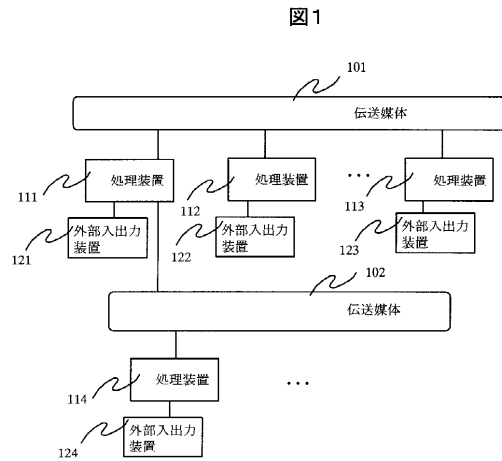 図1
101
伝送媒体
処理装置
処理装置
…
処理装置
111
112
113
外部入出力
装置
外部入出力
装置
外部入出力
装置
121
122
123
102
伝送媒体
処理装置
…
114
外部入出力
装置
124